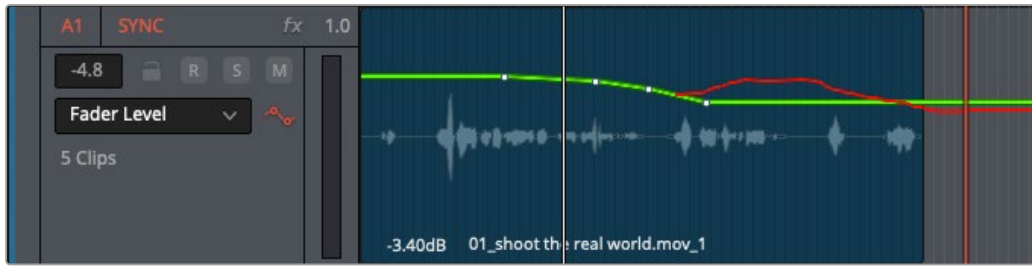 A1 SYNC fx 1.0
-4.8 R S M
Fader Level
5 Clips
-3.40dB 01_shoot the real world.mov_1